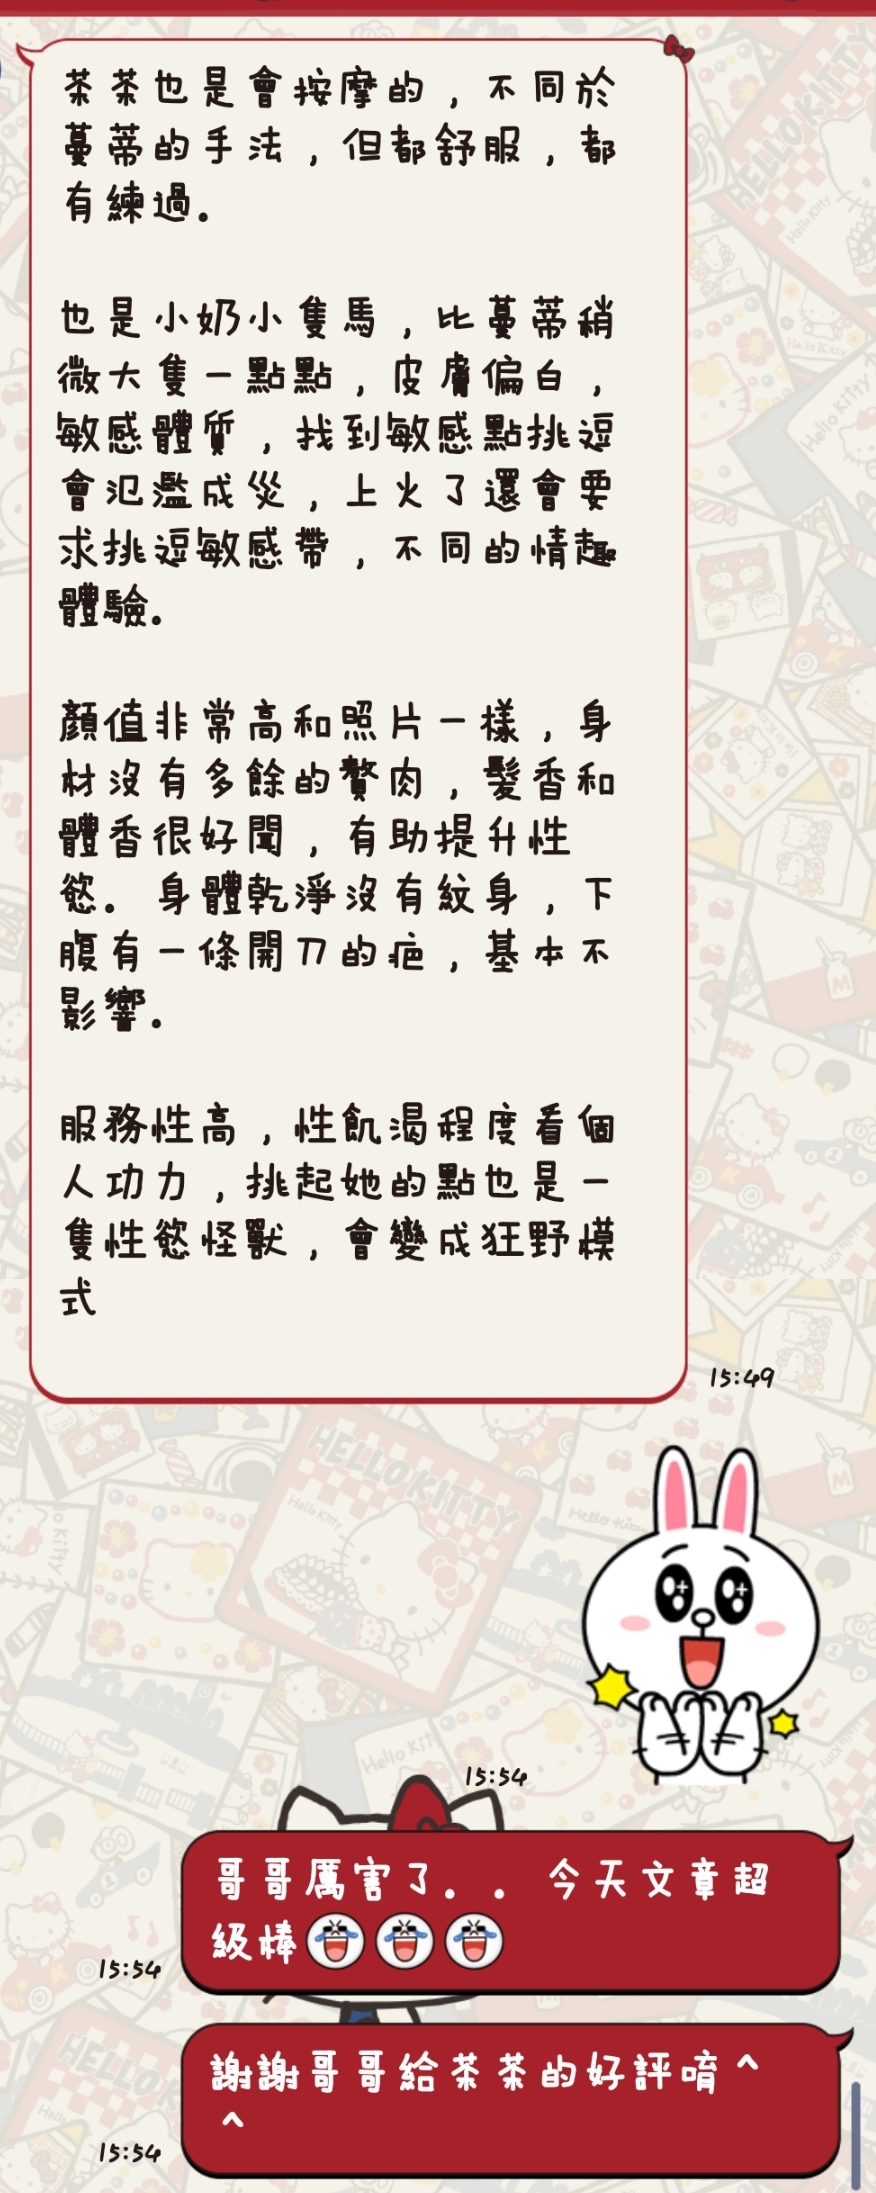 茶茶也是會按摩的，不同於
蔓蒂的手法，但都舒服，都
有練過。
也是小奶小隻馬，比蔓蒂稍
微大隻一點點，皮膚偏白，
敏感體質，找到敏感點挑逗
會氾濫成災，上火了還會要
求挑逗敏感帶，不同的情趣
體驗。
顏值非常高和照片一樣，身
材沒有多餘的贅肉，髮香和
體香很好聞，有助提升性
慾。身體乾淨沒有紋身，下
腹有一條開刀的疤，基本不
影響。
服務性高，性飢渴程度看個
人功力，挑起她的點也是一
隻性慾怪獸，會變成狂野模
式
15:49
15:54
哥哥厲害了。。今天文章超
級棒
15:54
謝謝哥哥給茶茶的好評唷^
^
15:54
HELLO KITTY
Hello Kitty